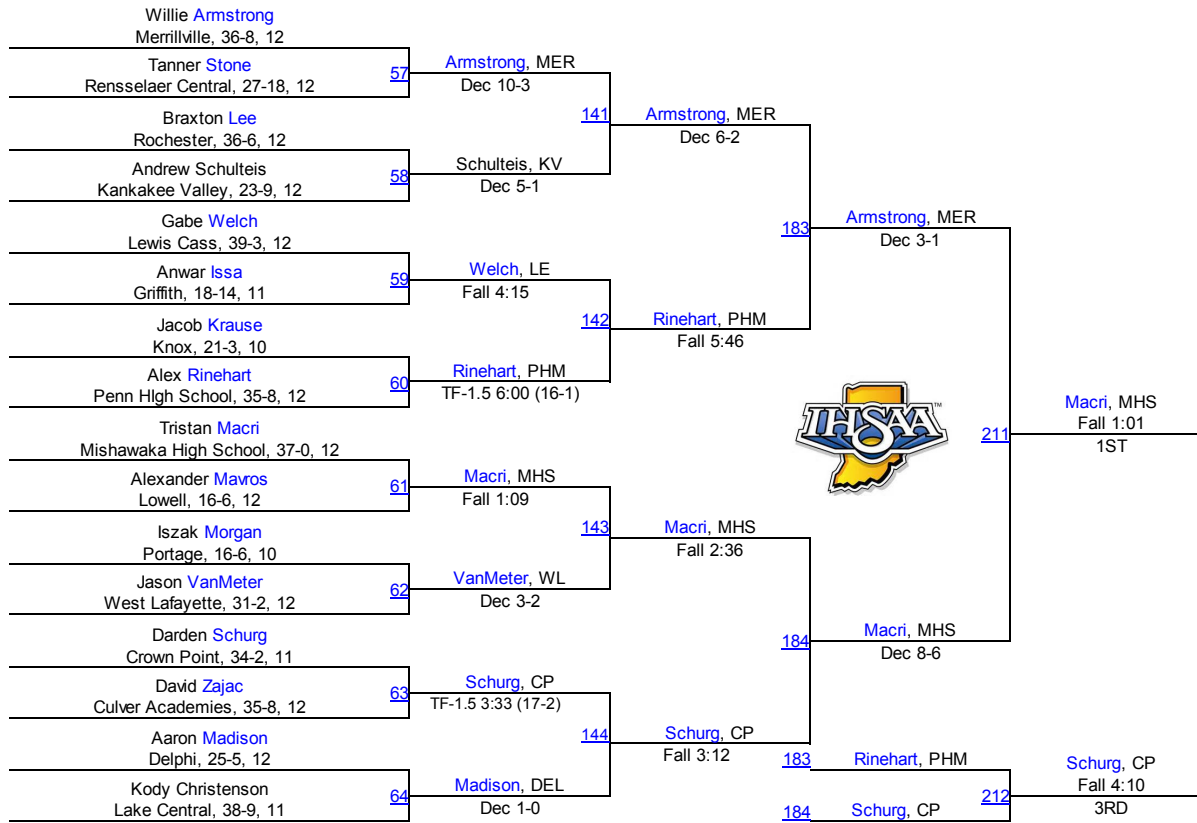 Willie Armstrong
Merrillville, 36-8, 12
Tanner Stone
Rensselaer Central, 27-18, 12
57
Armstrong, MER
Dec 10-3
Braxton Lee
Rochester, 36-6, 12
Andrew Schulteis
Kankakee Valley, 23-9, 12
58
Schulteis, KV
Dec 5-1
141
Armstrong, MER
Dec 6-2
Gabe Welch
Lewis Cass, 39-3, 12
Anwar Issa
Griffith, 18-14, 11
59
Welch, LE
Fall 4:15
Jacob Krause
Knox, 21-3, 10
Alex Rinehart
Penn HIgh School, 35-8, 12
60
Rinehart, PHM
TF-1.5 6:00 (16-1)
142
Rinehart, PHM
Fall 5:46
183
Armstrong, MER
Dec 3-1
Tristan Macri
Mishawaka High School, 37-0, 12
Alexander Mavros
Lowell, 16-6, 12
61
Macri, MHS
Fall 1:09
Iszak Morgan
Portage, 16-6, 10
Jason VanMeter
West Lafayette, 31-2, 12
62
VanMeter, WL
Dec 3-2
143
Macri, MHS
Fall 2:36
Darden Schurg
Crown Point, 34-2, 11
David Zajac
Culver Academies, 35-8, 12
63
Schurg, CP
TF-1.5 3:33 (17-2)
Aaron Madison
Delphi, 25-5, 12
Kody Christenson
Lake Central, 38-9, 11
64
Madison, DEL
Dec 1-0
144
Schurg, CP
Fall 3:12
184
Macri, MHS
Dec 8-6
IHSAA
TM
211
Macri, MHS
Fall 1:01
1ST
183
Rinehart, PHM
184
Schurg, CP
212
Schurg, CP
Fall 4:10
3RD